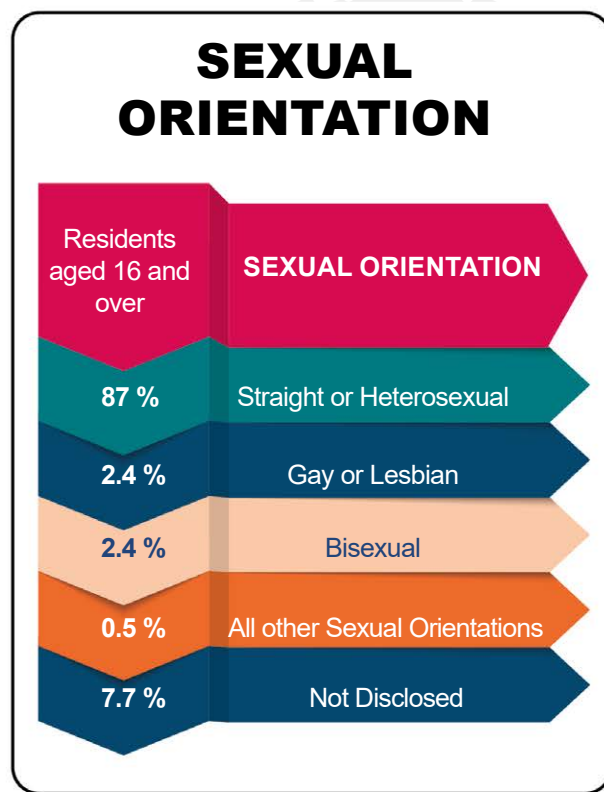 SEXUAL
ORIENTATION
Residents
aged 16 and
over
SEXUAL ORIENTATION
87 % Straight or Heterosexual
2.4 % Gay or Lesbian
2.4 % Bisexual
0.5 % All other Sexual Orientations
7.7 % Not Disclosed